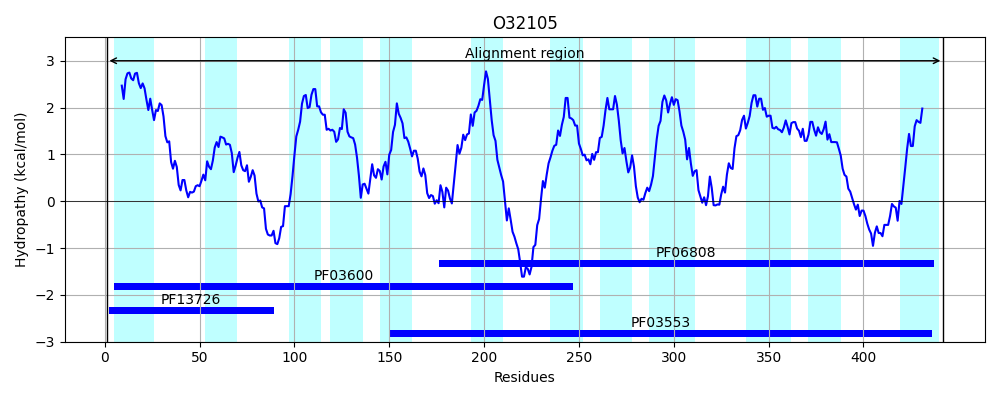 O32105
3
2
1
0
−1
−2
−3
Hydropathy (kcal/mol)
Alignment region
PF06808
PF03600
PF13726
PF03553
0 50 100 150 200 250 300 350 400
Residues